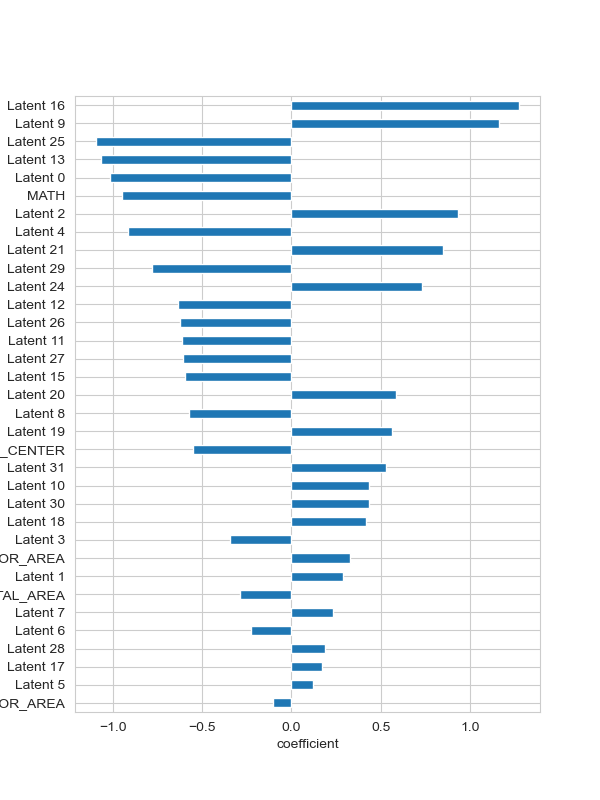 Latent 16
Latent 9
Latent 25
Latent 13
Latent 0
MATH
Latent 2
Latent 4
Latent 21
Latent 29
Latent 24
Latent 12
Latent 26
Latent 11
Latent 27
Latent 15
Latent 20
Latent 8
Latent 19
_CENTER
Latent 31
Latent 10
Latent 30
Latent 18
Latent 3
OR_AREA
Latent 1
TAL_AREA
Latent 7
Latent 6
Latent 28
Latent 17
Latent 5
OR_AREA
−1.0 −0.5 0.0 0.5 1.0
coefficient